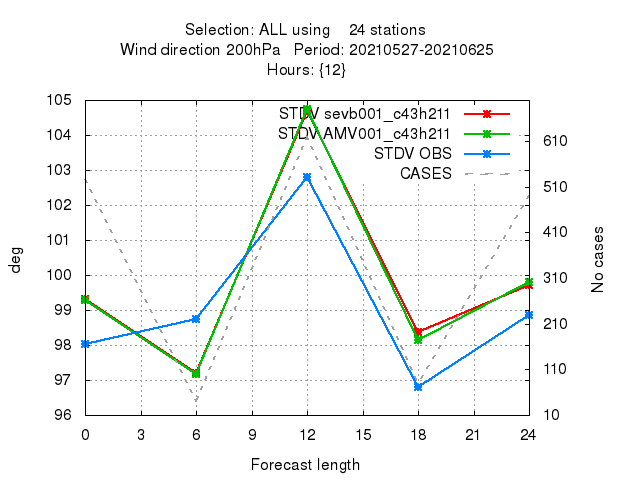 Selection: ALL using 24 stations
Wind direction 200hPa Period: 20210527-20210625
Hours: {12}
STDV sevb001_c43h211
STDV AMV001_c43h211
STDV OBS
CASES
105
104
103
102
101
100
99
98
97
96
610
510
410
310
210
110
10
deg
No cases
0 3 6 9 12 15 18 21 24
Forecast length